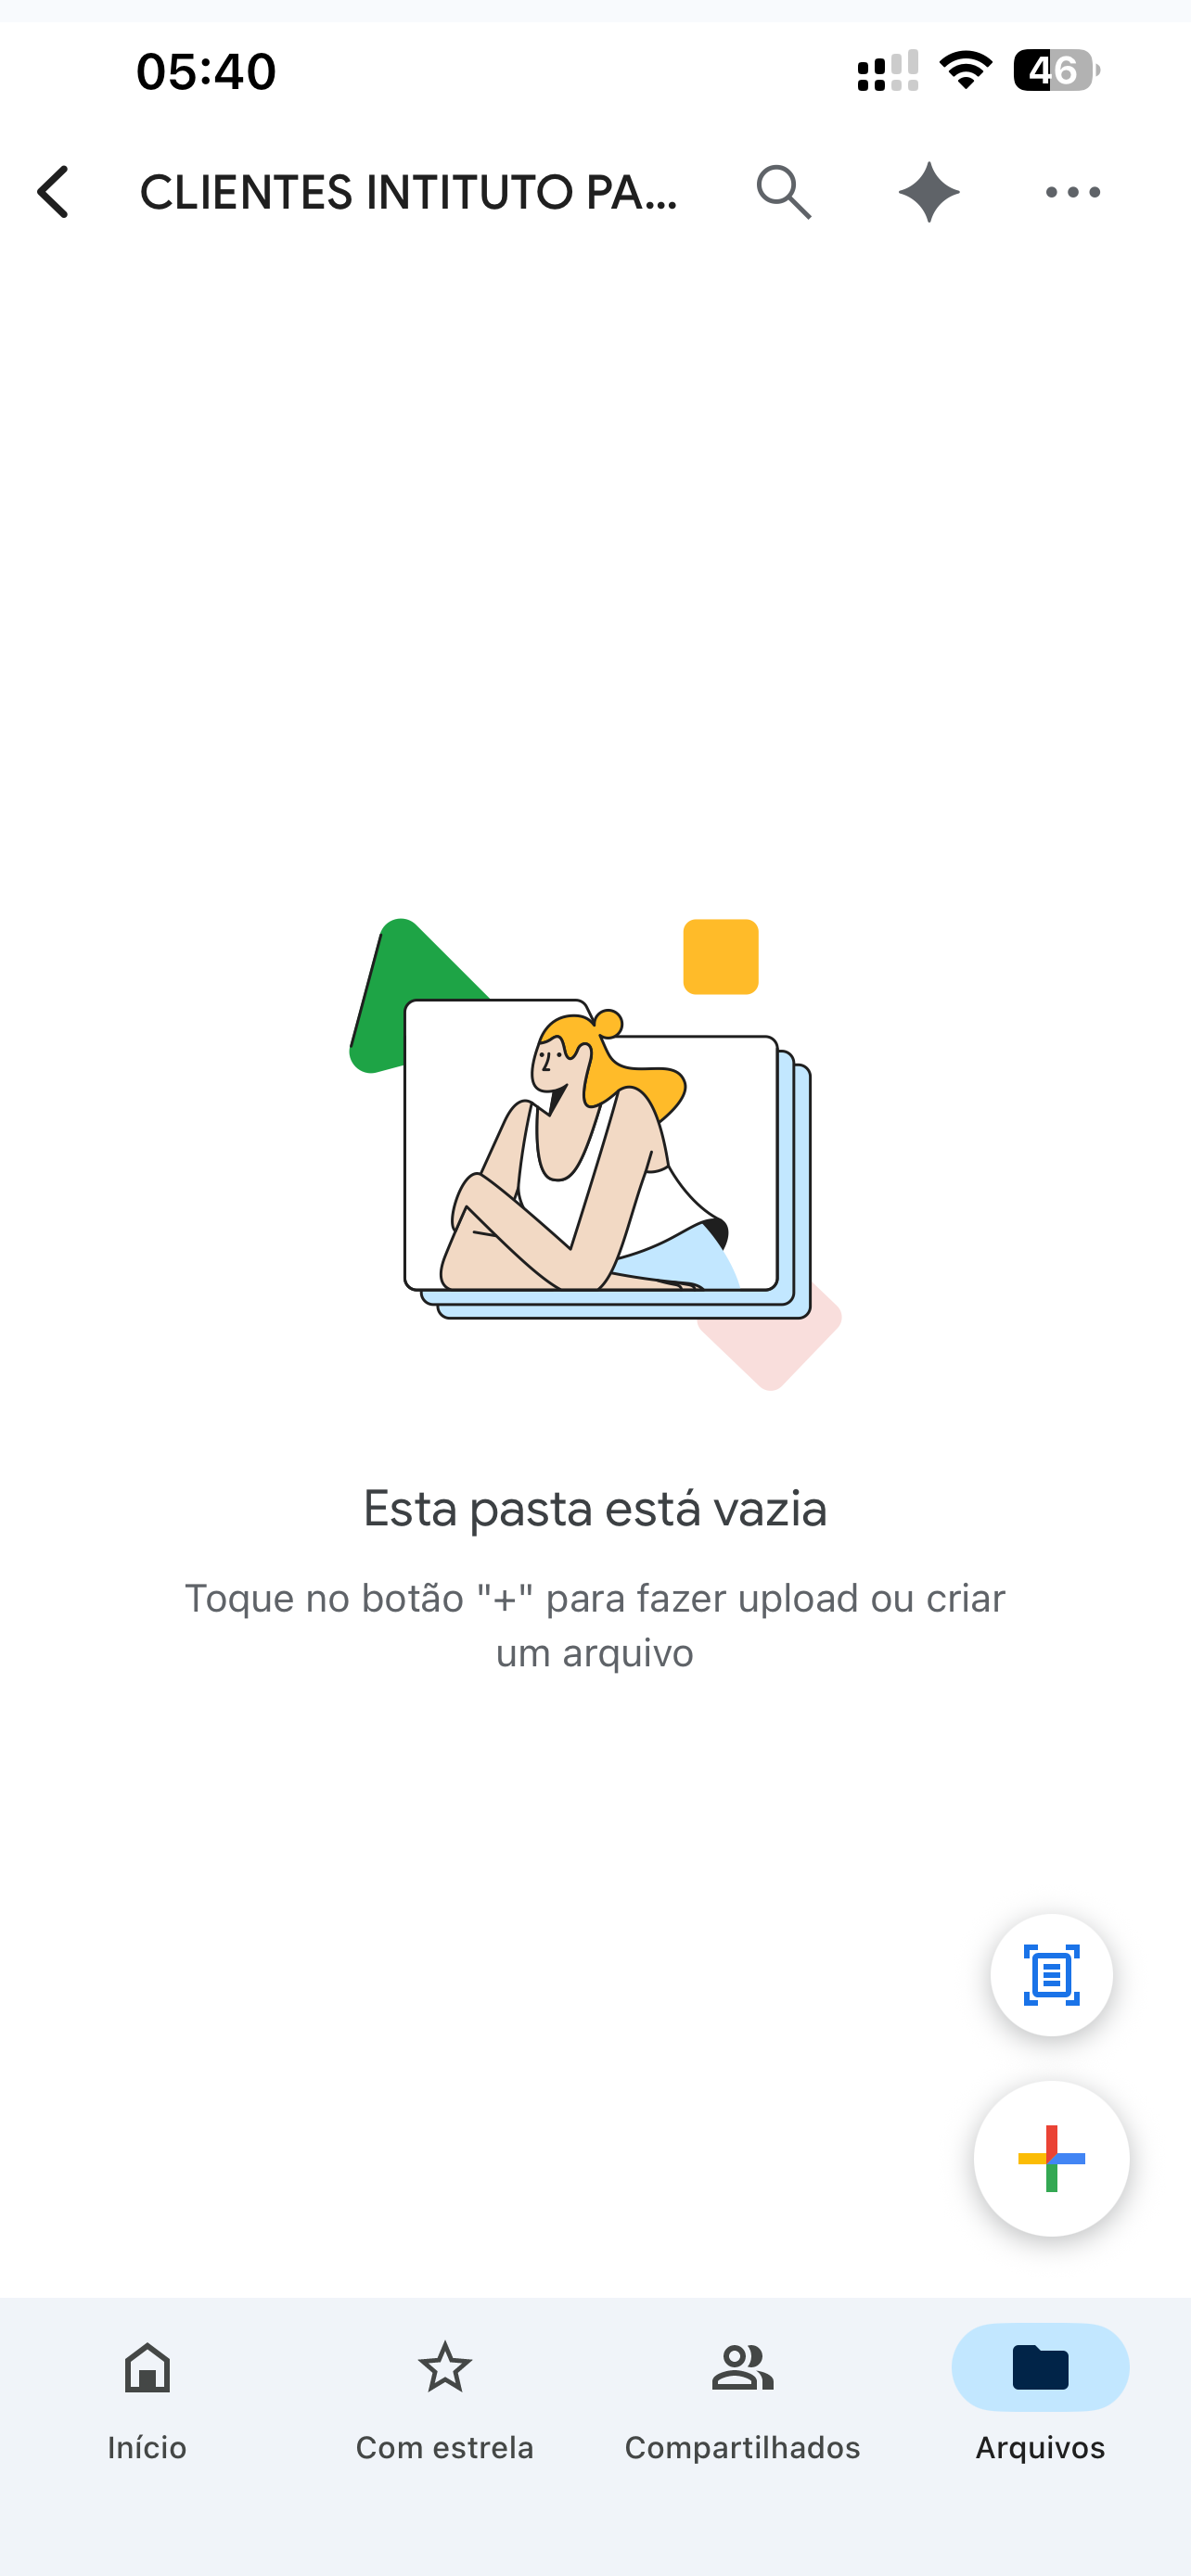 05:40
46
CLIENTES INTITUTO PA...
Esta pasta está vazia
Toque no botão "+" para fazer upload ou criar
um arquivo
Início
Com estrela
Compartilhados
Arquivos